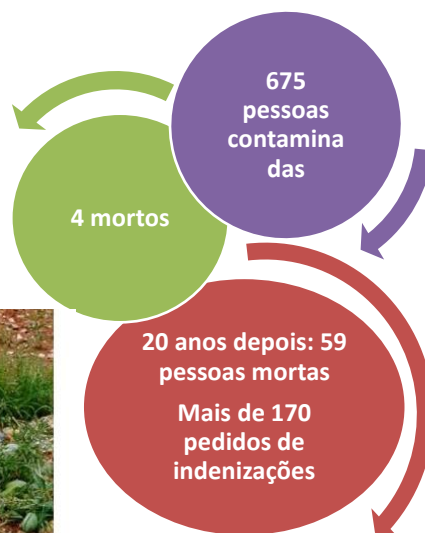 675
pessoas
contamina
das
4 mortos
20 anos depois: 59
pessoas mortas
Mais de 170
pedidos de
indenizações